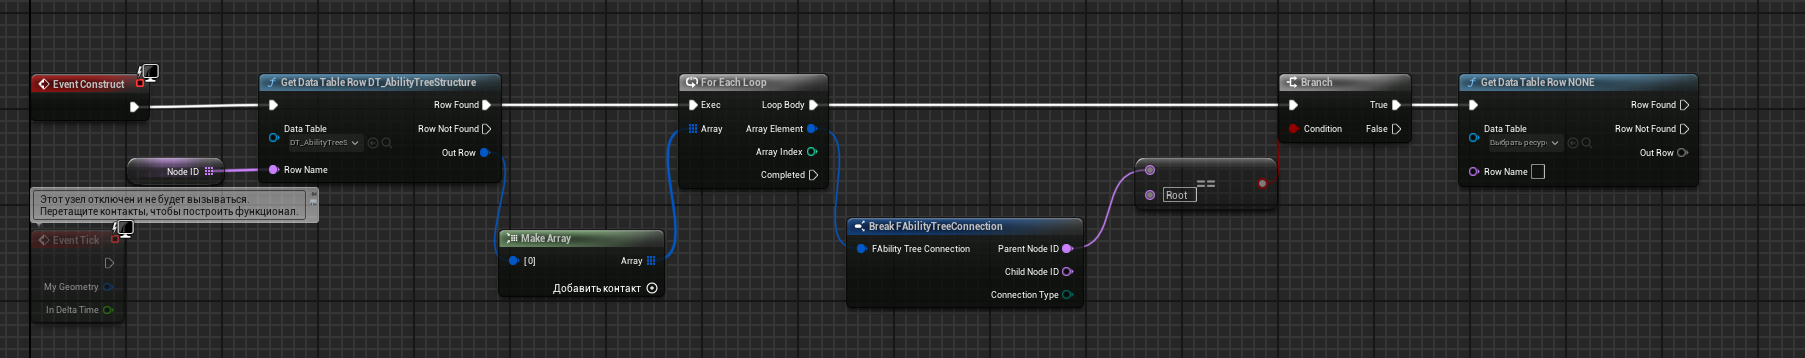 Event Construct
Get Data Table Row DT_AbilityTreeStructure
Row Found
Data Table
DT_AbilityTreeS
Row Not Found
Out Row
Row Name
Node ID
Этот узел отключен и не будет вызываться.
Перетащите контакты, чтобы построить функционал.
Event Tick
My Geometry
In Delta Time
Make Array
[0]
Array
Добавить контакт
For Each Loop
Exec
Loop Body
Array
Array Element
Array Index
Completed
Break FAbilityTreeConnection
FAbility Tree Connection
Parent Node ID
Child Node ID
Connection Type
==
Root
Branch
True
Condition
False
Get Data Table Row NONE
Row Found
Data Table
Выбрать ресур
Row Not Found
Out Row
Row Name